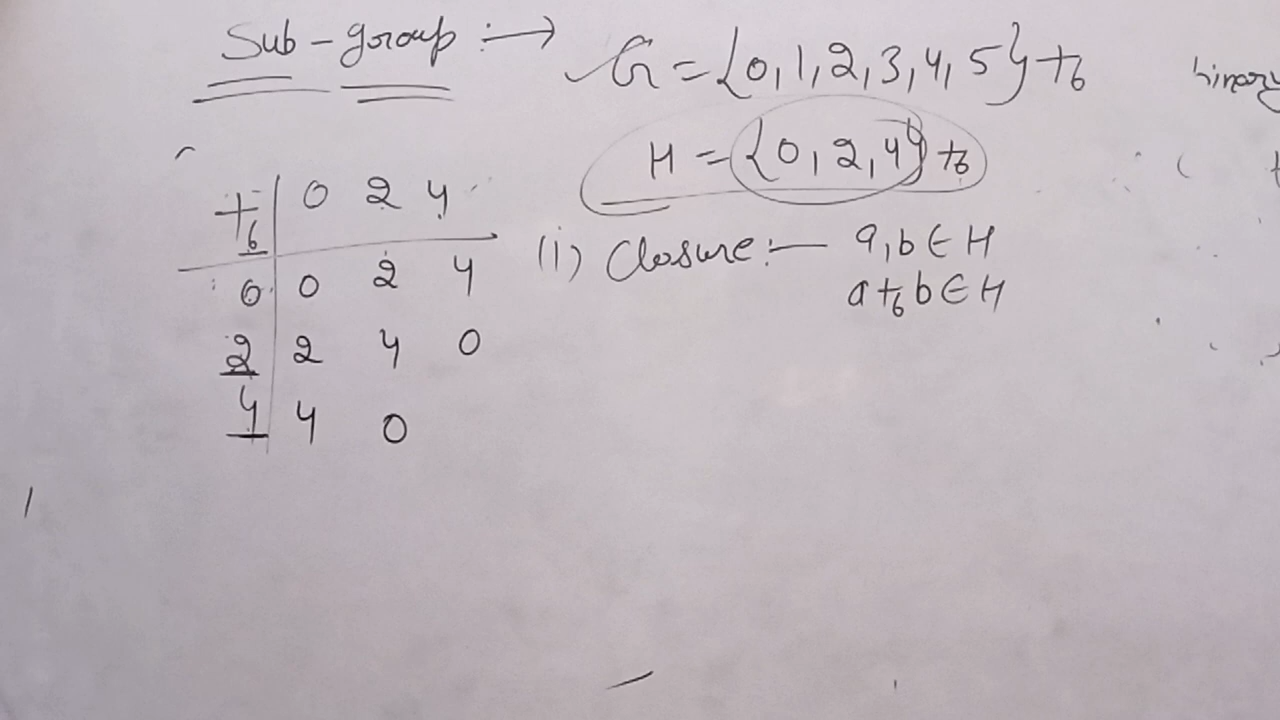 Sub-group :→ G = {0, 1, 2, 3, 4, 5} +₆
binary
H = {0, 2, 4} +₆
+₆ 0 2 4
0 0 2 4
2 2 4 0
4 4 0
(i) Closure:— a, b ∈ H
a +₆ b ∈ H